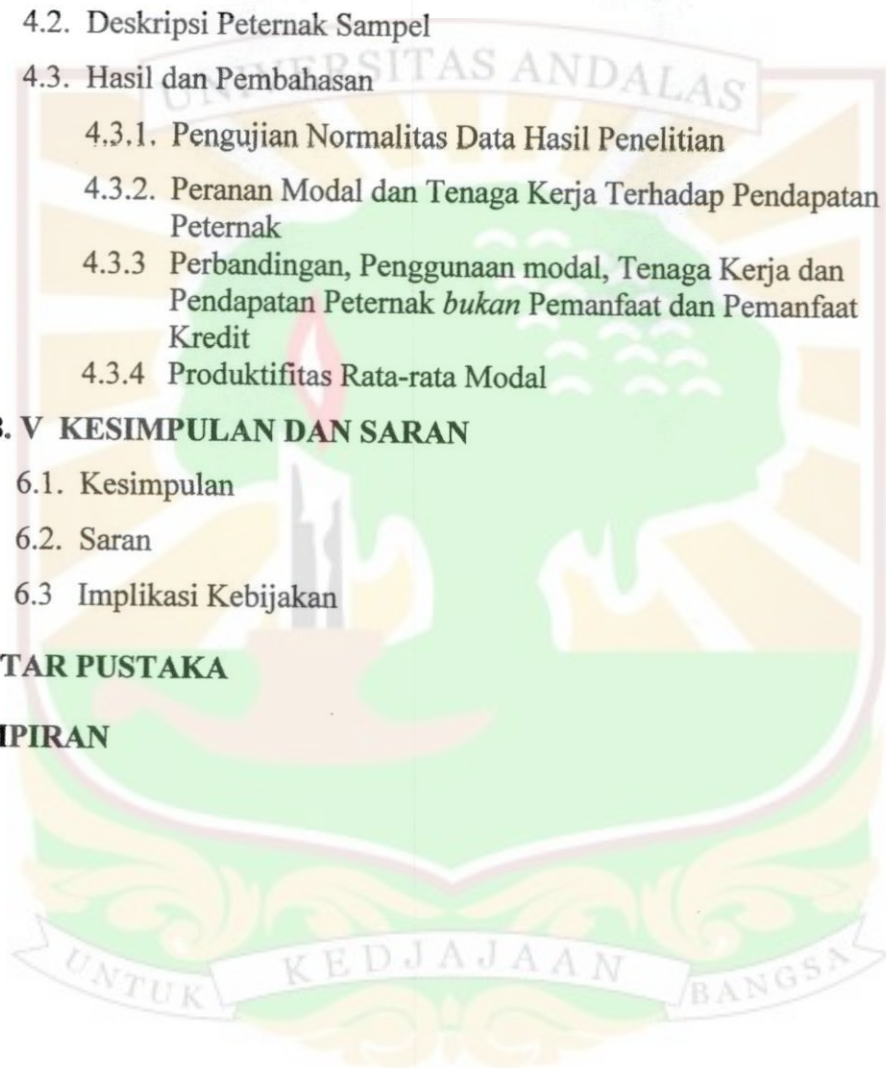 4.2. Deskripsi Peternak Sampel
4.3. Hasil dan Pembahasan
UNIVERSITAS ANDALAS
4.3.1. Pengujian Normalitas Data Hasil Penelitian
4.3.2. Peranan Modal dan Tenaga Kerja Terhadap Pendapatan
Peternak
4.3.3 Perbandingan, Penggunaan modal, Tenaga Kerja dan
Pendapatan Peternak bukan Pemanfaat dan Pemanfaat
Kredit
4.3.4 Produktifitas Rata-rata Modal
. V KESIMPULAN DAN SARAN
6.1. Kesimpulan
6.2. Saran
6.3 Implikasi Kebijakan
TAR PUSTAKA
MPIRAN
UNTUK KEDJAJAAN BANGSA